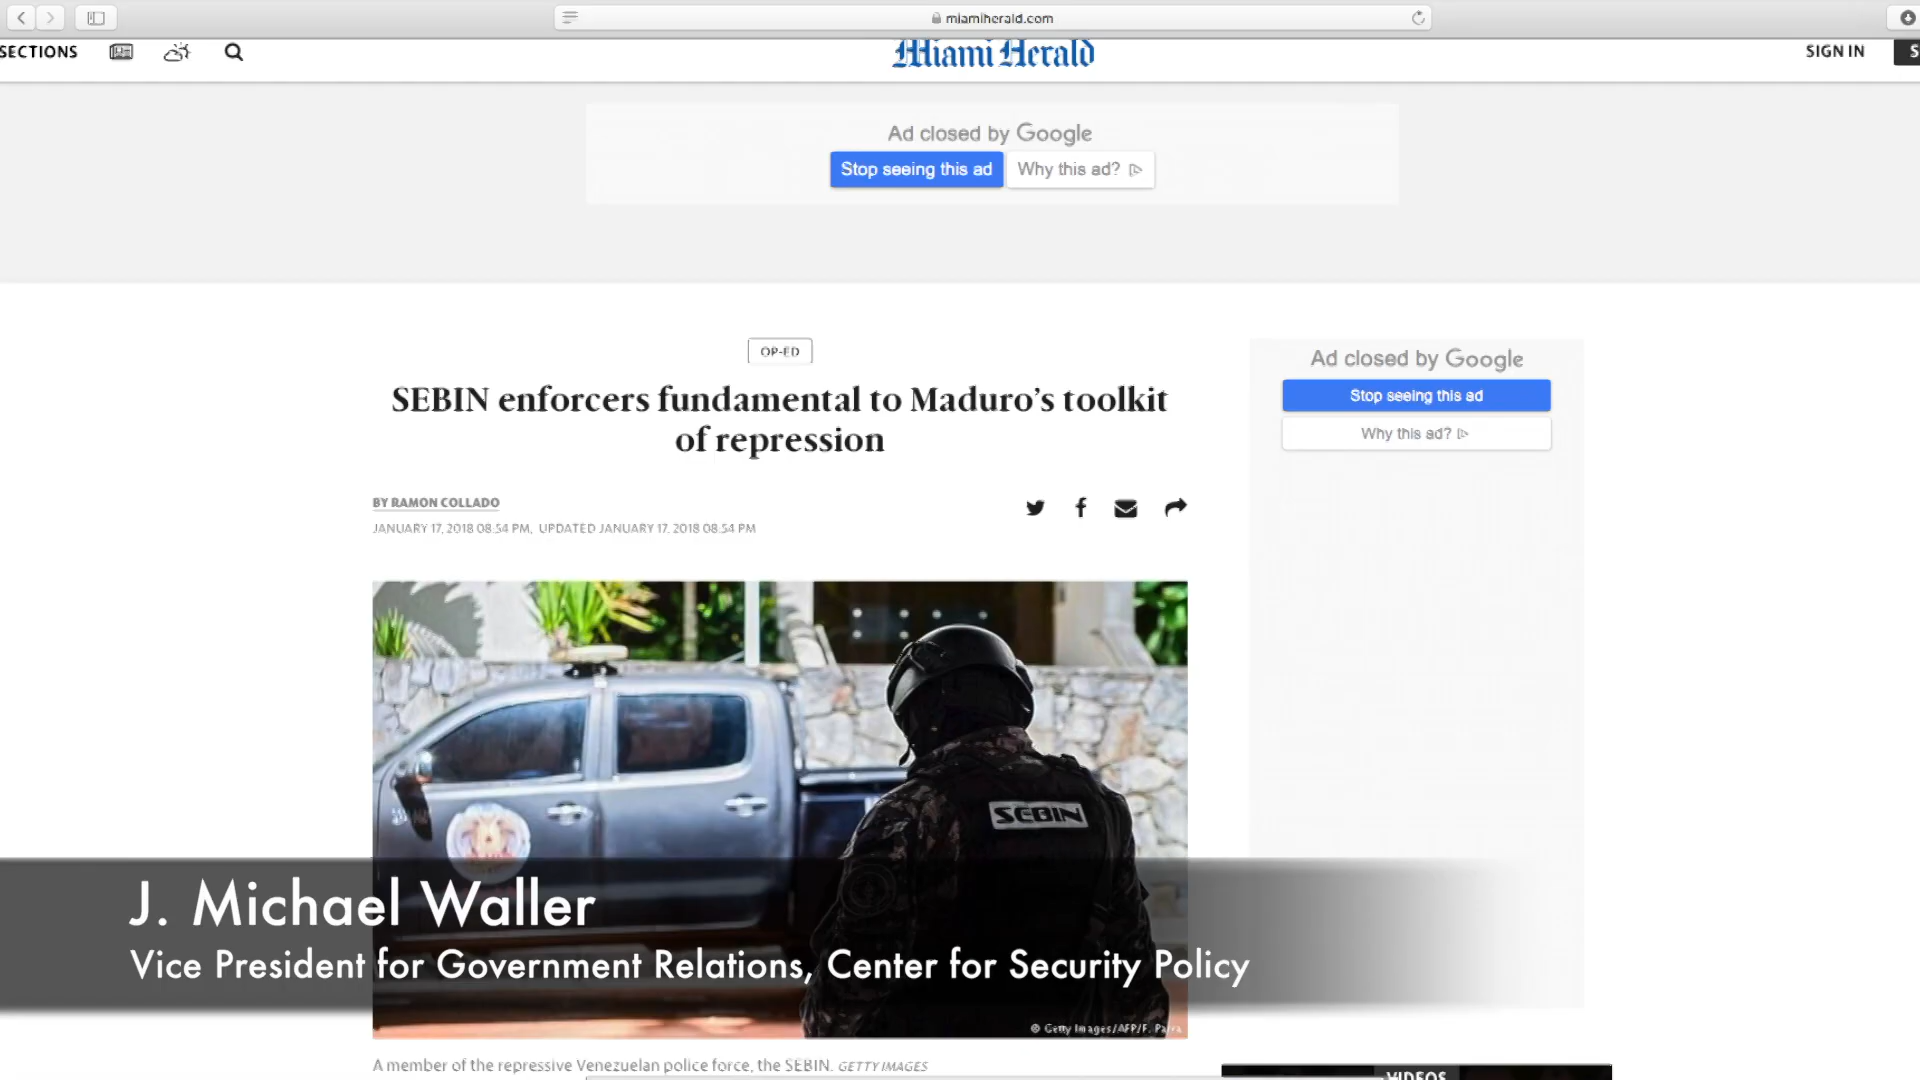 miamiherald.com
SECTIONS
Miami Herald
SIGN IN
S
Ad closed by Google
Stop seeing this ad
Why this ad?
OP-ED
SEBIN enforcers fundamental to Maduro's toolkit
of repression
BY RAMON COLLADO
JANUARY 17, 2018 08:54 PM, UPDATED JANUARY 17, 2018 08:54 PM
Ad closed by Google
Stop seeing this ad
Why this ad?
SEBIN
J. Michael Waller
Vice President for Government Relations, Center for Security Policy
© Getty Images/AFP/F. Parra
A member of the repressive Venezuelan police force, the SEBIN. GETTY IMAGES
VIDEOS